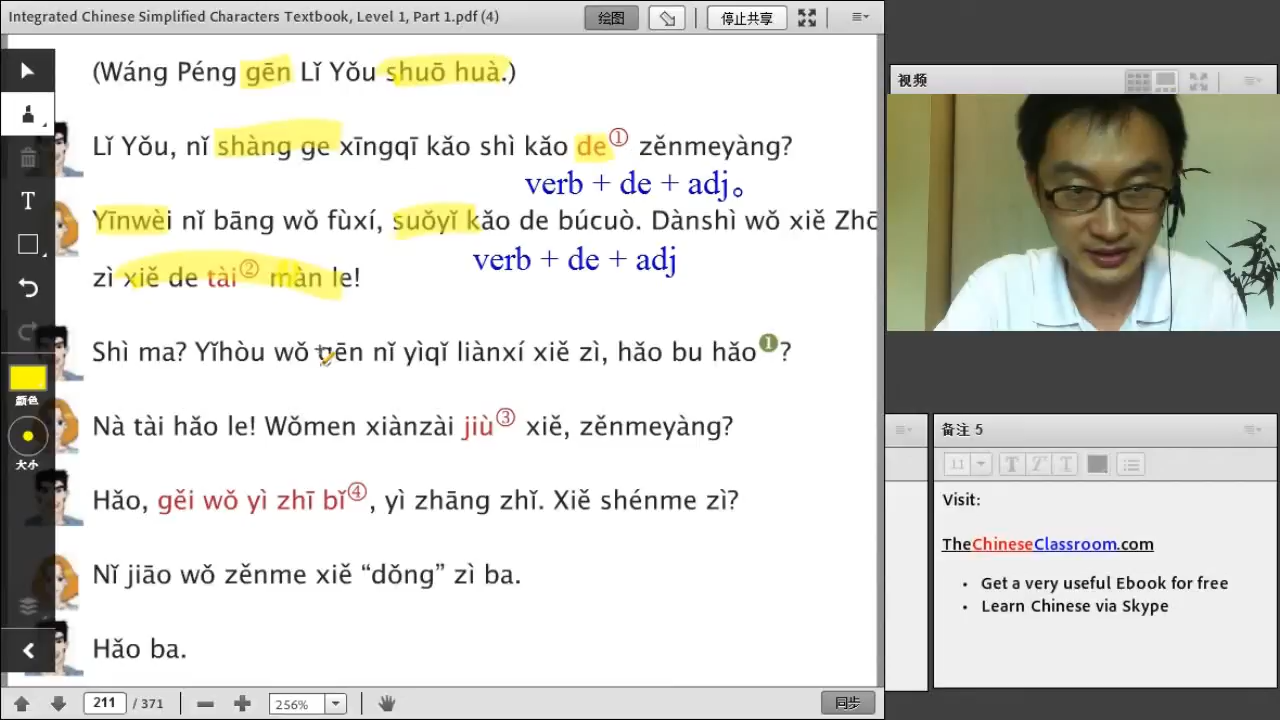 Integrated Chinese Simplified Characters Textbook, Level 1, Part 1.pdf (4)
绘图
停止共享
(Wáng Péng gēn Lǐ Yǒu shuō huà.)
Lǐ Yǒu, nǐ shàng ge xīngqī kǎo shì kǎo de① zěnmeyàng?
verb + de + adj。
Yīnwèi nǐ bāng wǒ fùxí, suǒyǐ kǎo de búcuò. Dànshì wǒ xiě Zhō
verb + de + adj
zì xiě de tài② màn le!
Shì ma? Yǐhòu wǒ gēn nǐ yìqǐ liànxí xiě zì, hǎo bu hǎo❶?
Nà tài hǎo le! Wǒmen xiànzài jiù③ xiě, zěnmeyàng?
Hǎo, gěi wǒ yì zhī bǐ④, yì zhāng zhǐ. Xiě shénme zì?
Nǐ jiāo wǒ zěnme xiě “dǒng” zì ba.
Hǎo ba.
T
颜色
大小
211 / 371
256%
同步
视频
备注 5
11
T T T
Visit:
TheChineseClassroom.com
• Get a very useful Ebook for free
• Learn Chinese via Skype